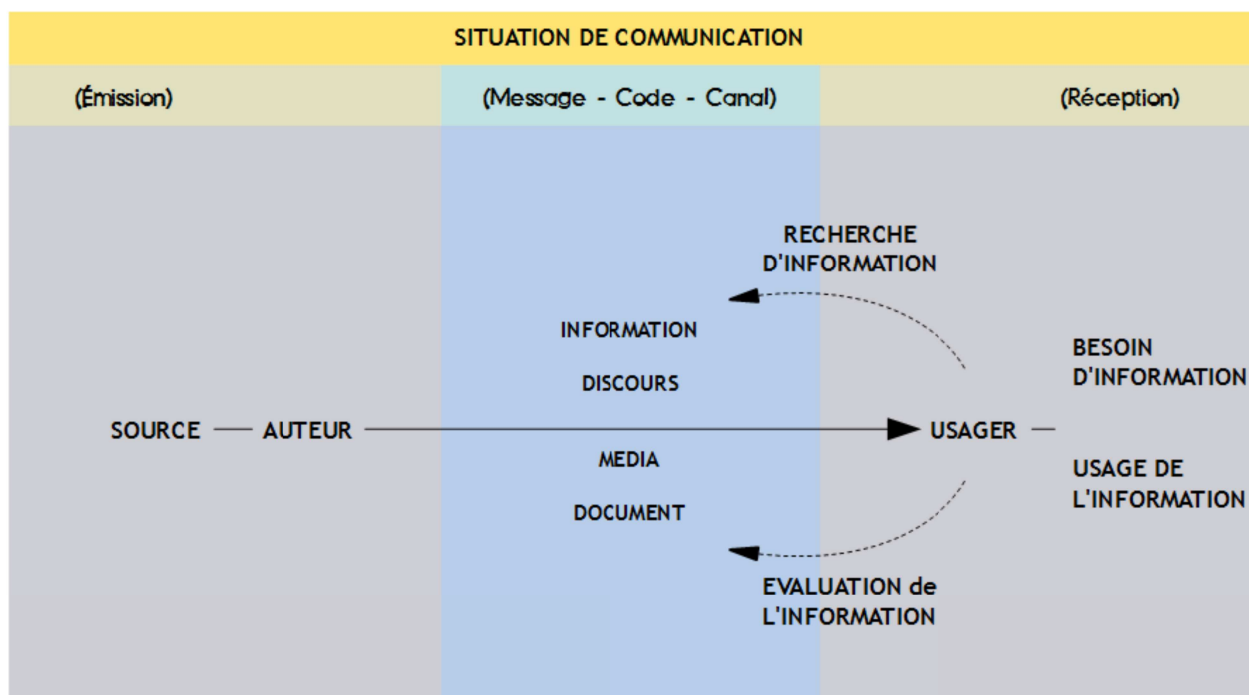 SITUATION DE COMMUNICATION
(Émission)
(Message - Code - Canal)
(Réception)
RECHERCHE
D'INFORMATION
INFORMATION
DISCOURS
BESOIN
D'INFORMATION
SOURCE
AUTEUR
USAGER
MEDIA
DOCUMENT
USAGE DE
L'INFORMATION
EVALUATION de
L'INFORMATION